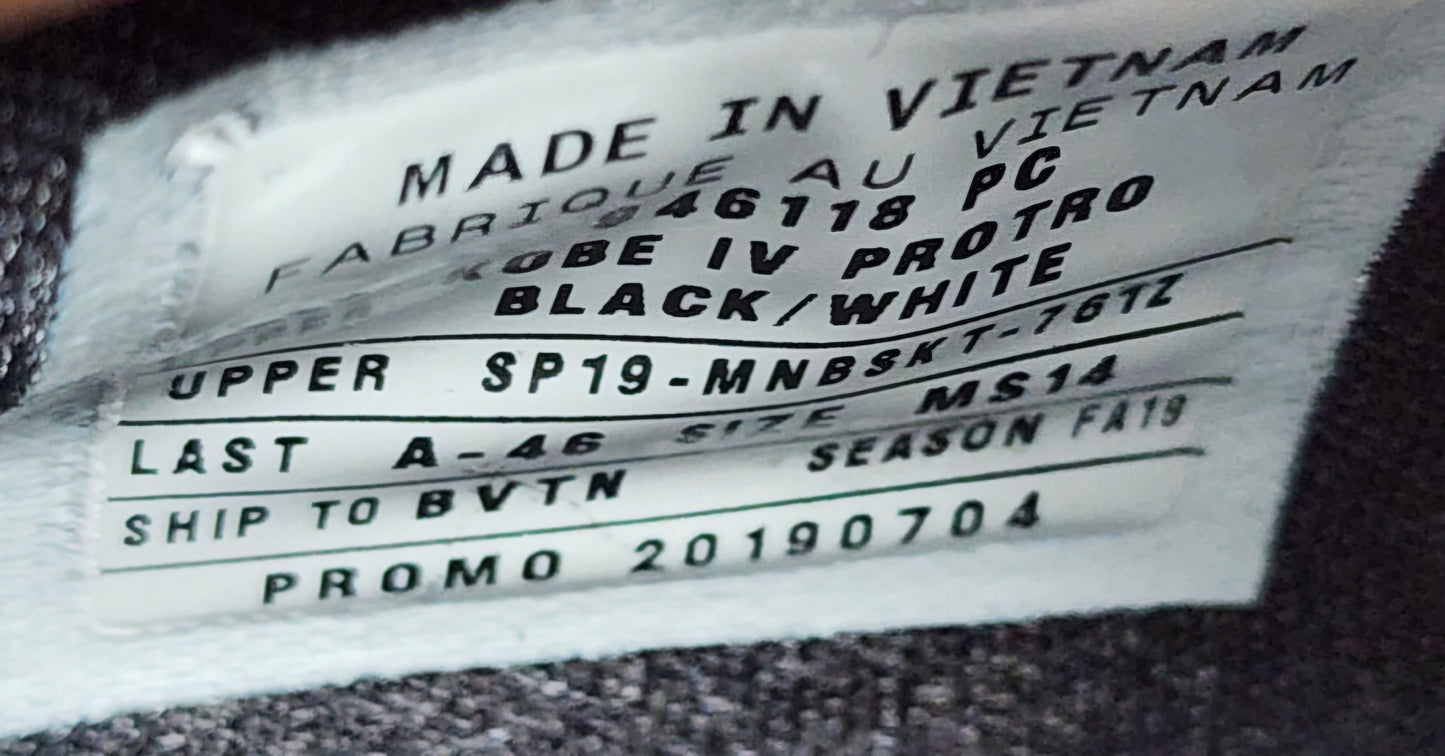 MADE IN VIETNAM
FABRIQUE AU VIETNAM
PC
KOBE IV PROTRO
BLACK/WHITE
UPPER SP19-MNBSKT-761TZ
LAST A-46 SIZE MS14
SHIP TO BVTN SEASON FA19
PROMO 20190704